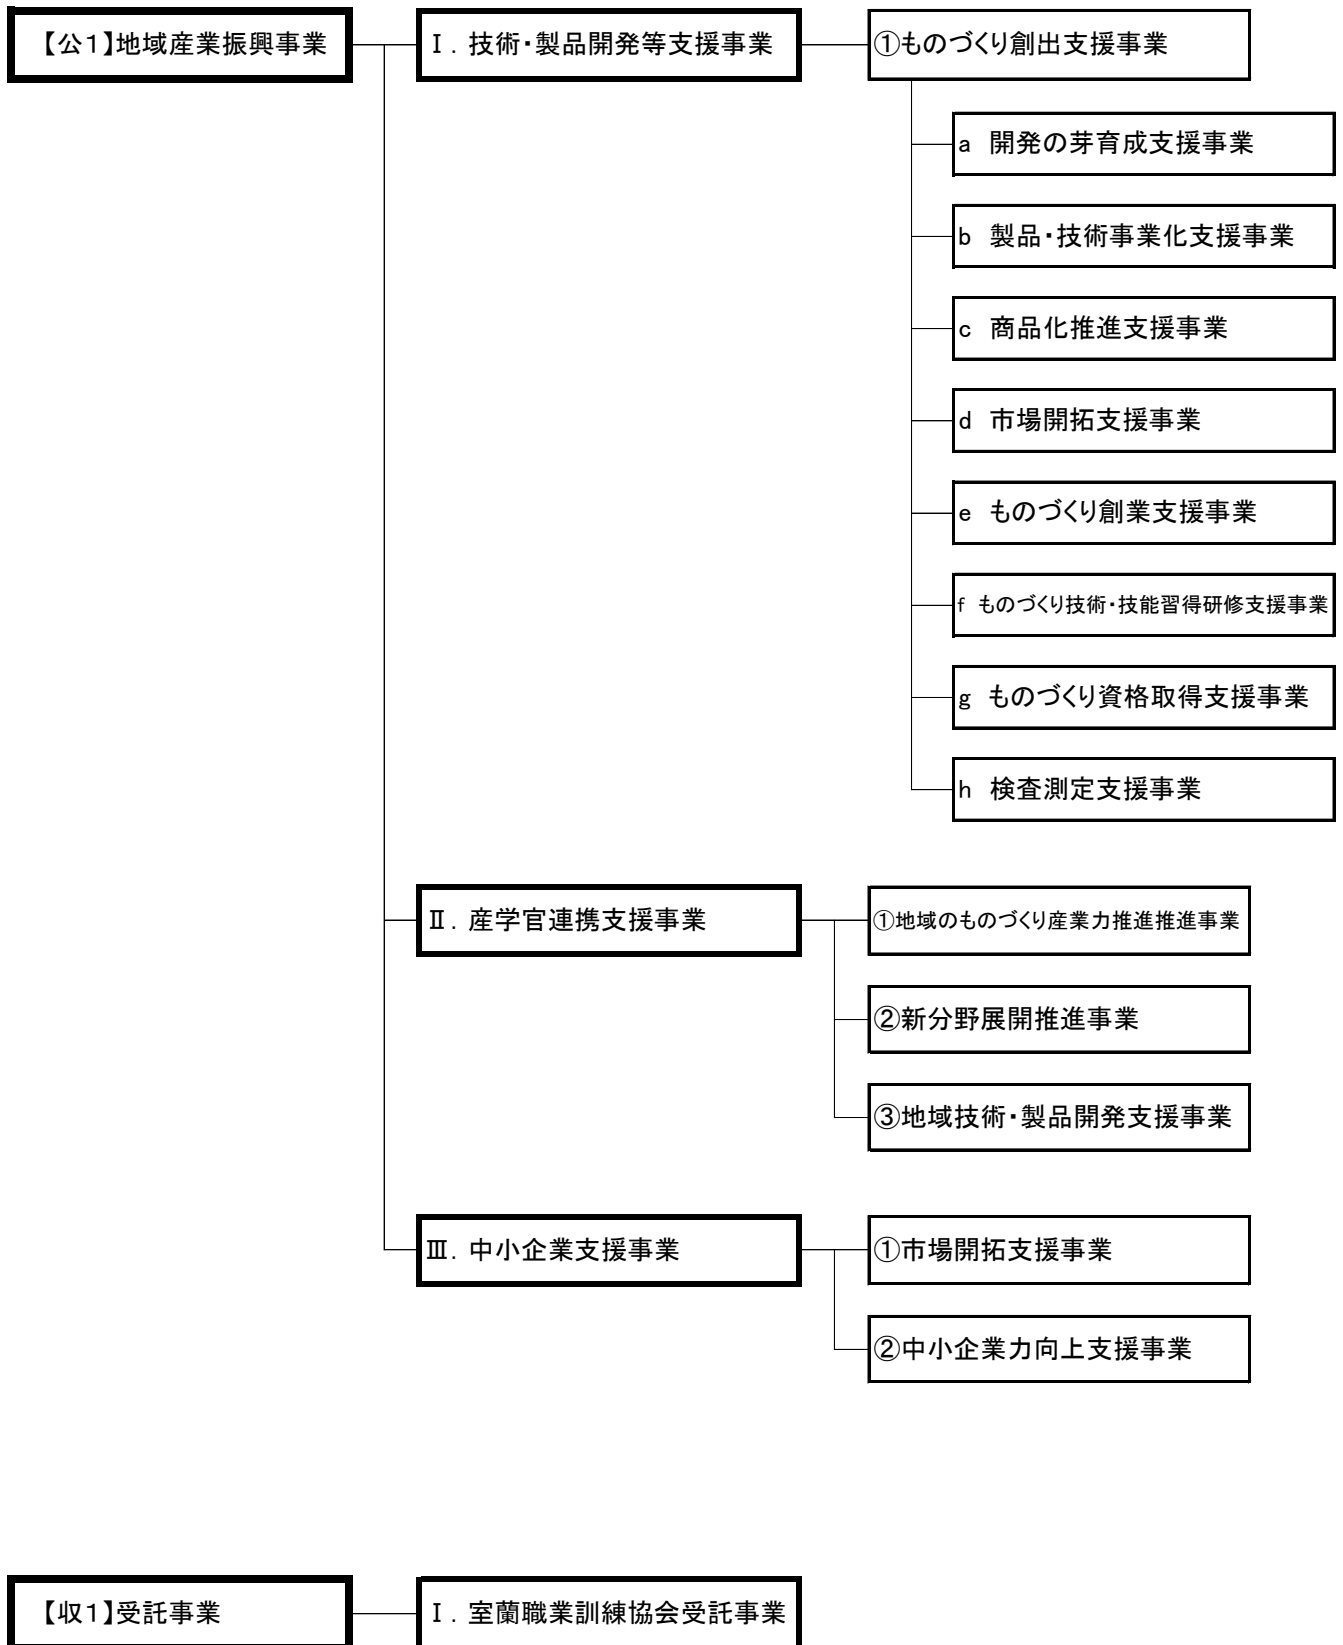 【公1】地域産業振興事業
Ⅰ. 技術・製品開発等支援事業
①ものづくり創出支援事業
a 開発の芽育成支援事業
b 製品・技術事業化支援事業
c 商品化推進支援事業
d 市場開拓支援事業
e ものづくり創業支援事業
f ものづくり技術・技能習得研修支援事業
g ものづくり資格取得支援事業
h 検査測定支援事業
Ⅱ. 産学官連携支援事業
①地域のものづくり産業力推進推進事業
②新分野展開推進事業
③地域技術・製品開発支援事業
Ⅲ. 中小企業支援事業
①市場開拓支援事業
②中小企業力向上支援事業
【収1】受託事業
Ⅰ. 室蘭職業訓練協会受託事業